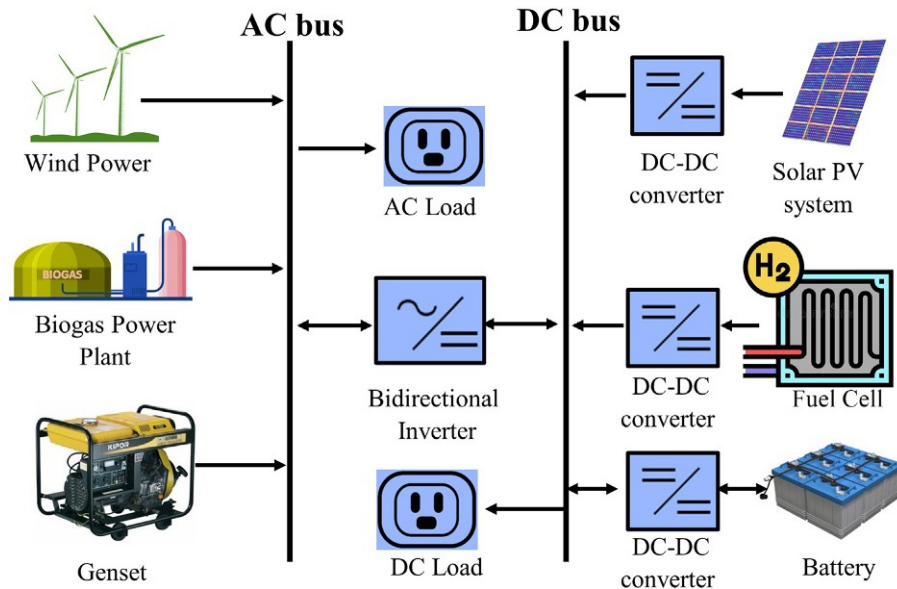 AC bus
DC bus
Wind Power
AC Load
DC-DC
converter
Solar PV
system
BIOGAS
Biogas Power
Plant
Bidirectional
Inverter
H2
DC-DC
converter
Fuel Cell
KIPOR
Genset
DC Load
DC-DC
converter
Battery